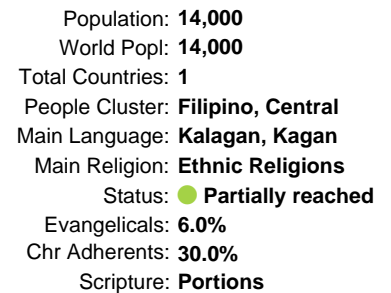 Population: 14,000
World Popl: 14,000
Total Countries: 1
People Cluster: Filipino, Central
Main Language: Kalagan, Kagan
Main Religion: Ethnic Religions
Status: Partially reached
Evangelicals: 6.0%
Chr Adherents: 30.0%
Scripture: Portions